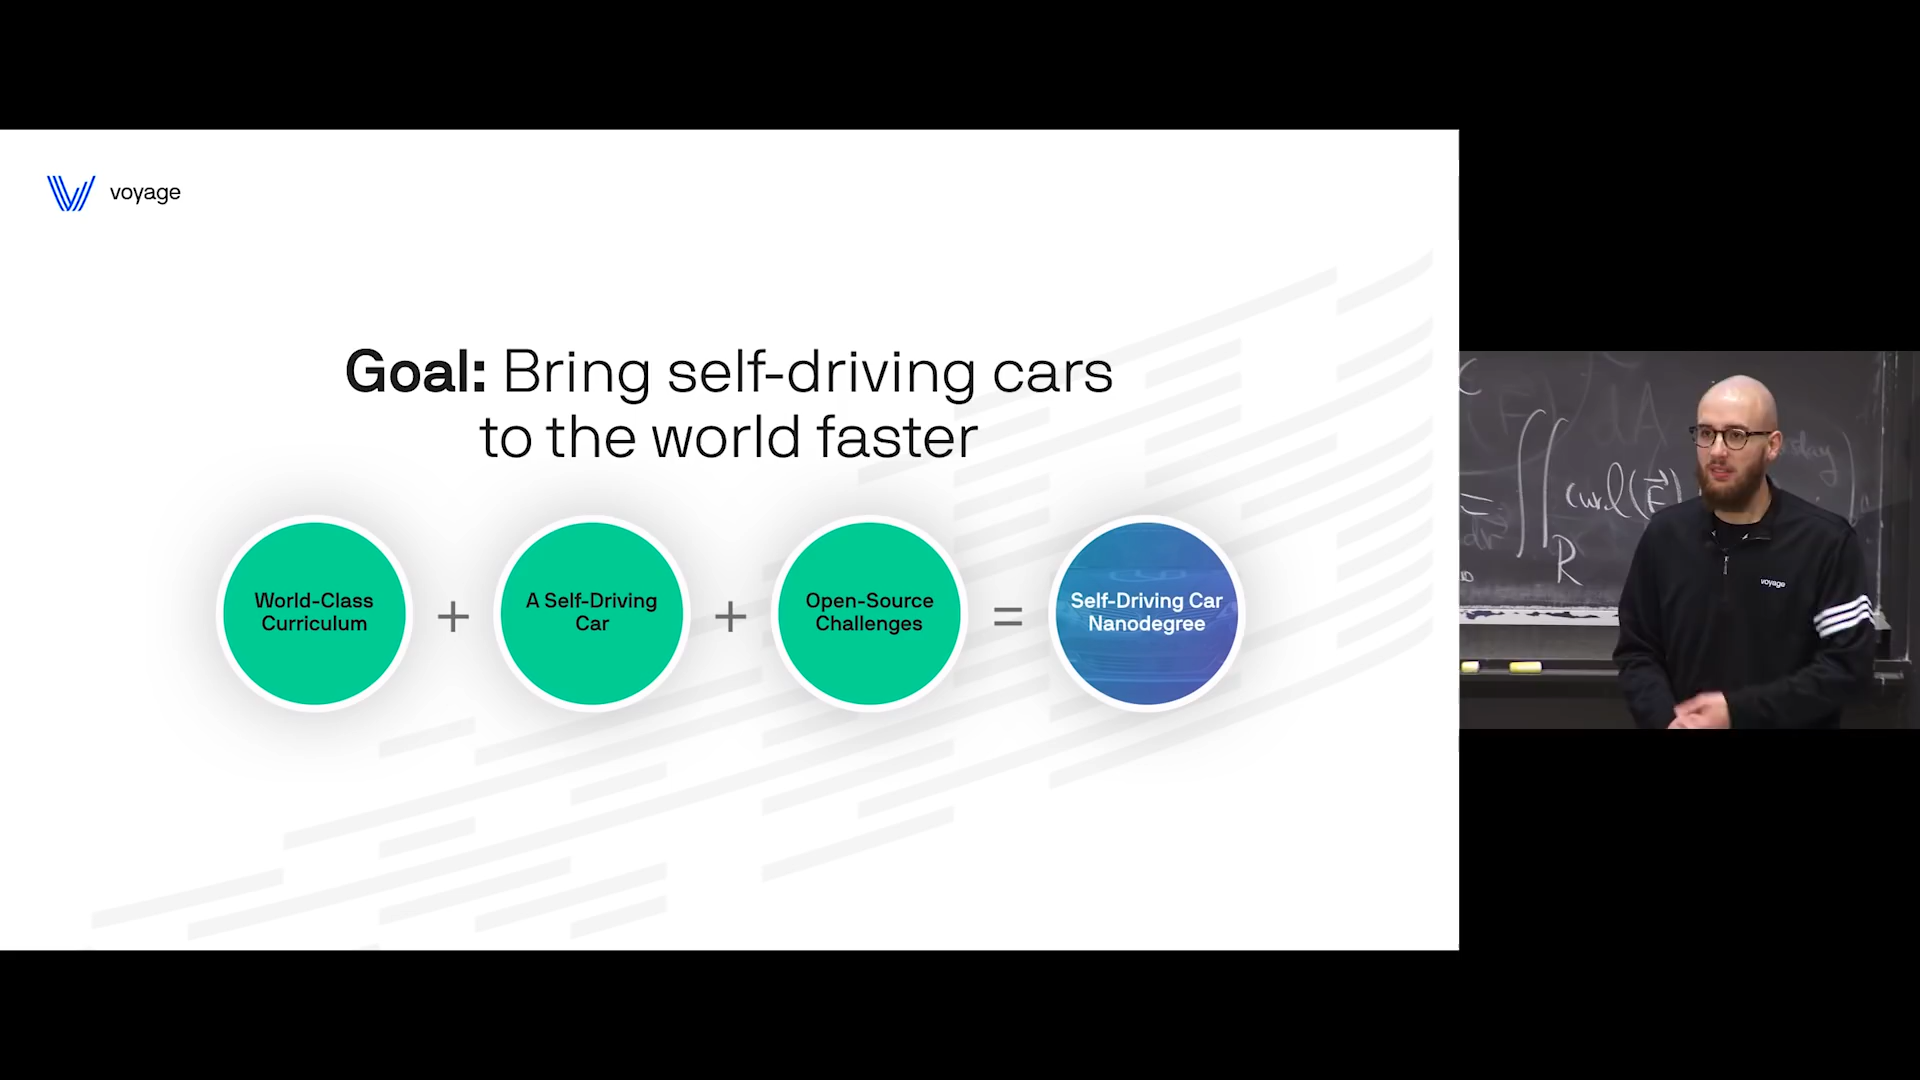 voyage
Goal: Bring self-driving cars
to the world faster
World-Class
Curriculum
+
A Self-Driving
Car
+
Open-Source
Challenges
=
Self-Driving Car
Nanodegree
curl(F⃗)
R
voyage